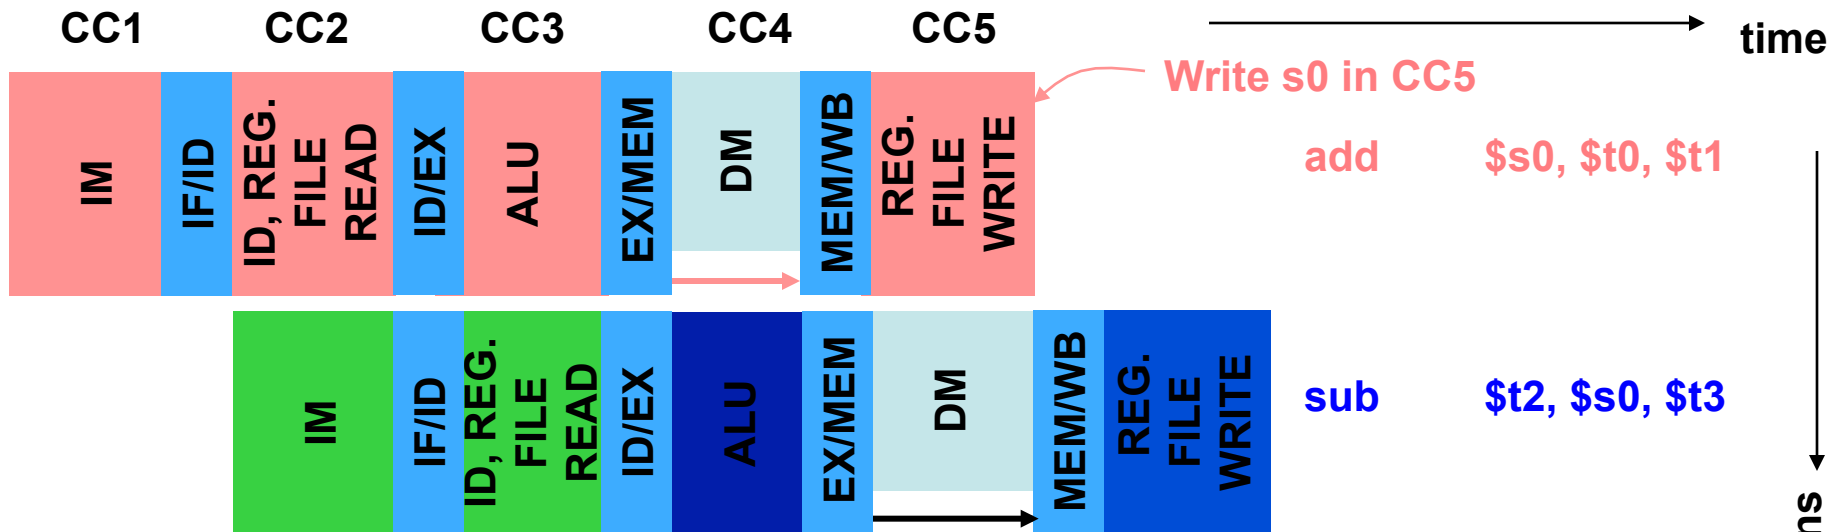 CC1 CC2 CC3 CC4 CC5
time
Write s0 in CC5
IM
IF/ID
ID, REG.
FILE
READ
ID/EX
ALU
EX/MEM
DM
MEM/WB
REG.
FILE
WRITE
add $s0, $t0, $t1
IM
IF/ID
ID, REG.
FILE
READ
ID/EX
ALU
EX/MEM
DM
MEM/WB
REG.
FILE
WRITE
sub $t2, $s0, $t3